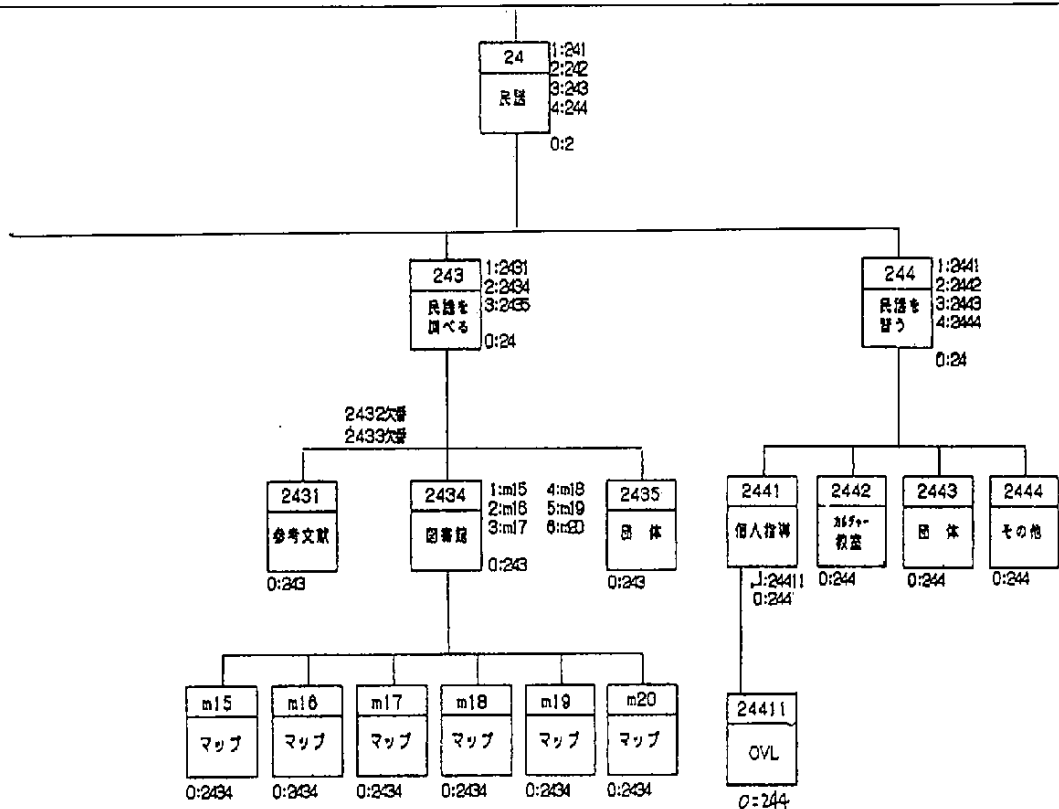 24
民謡
1:241
2:242
3:243
4:244
0:2
243
民謡を
調べる
1:2431
2:2434
3:2435
0:24
244
民謡を
習う
1:2441
2:2442
3:2443
4:2444
0:24
2432欠番
2433欠番
2431
参考文献
0:243
2434
図書館
1:m15 4:m18
2:m16 5:m19
3:m17 6:m20
0:243
2435
団 体
0:243
2441
個人指導
1:24411
0:244
2442
カルチャー
教室
0:244
2443
団 体
0:244
2444
その他
0:244
m15
マップ
0:2434
m16
マップ
0:2434
m17
マップ
0:2434
m18
マップ
0:2434
m19
マップ
0:2434
m20
マップ
0:2434
24411
OVL
0=244